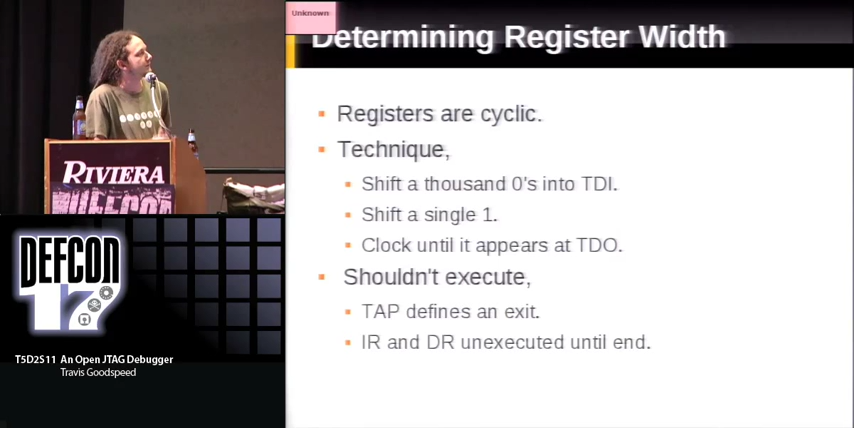 Unknown
Determining Register Width
Registers are cyclic.
Technique,
Shift a thousand 0's into TDI.
Shift a single 1.
Clock until it appears at TDO.
Shouldn't execute,
TAP defines an exit.
IR and DR unexecuted until end.
RIVIERA
DEFCON
DEFCON
17
T5D2S11 An Open JTAG Debugger
Travis Goodspeed